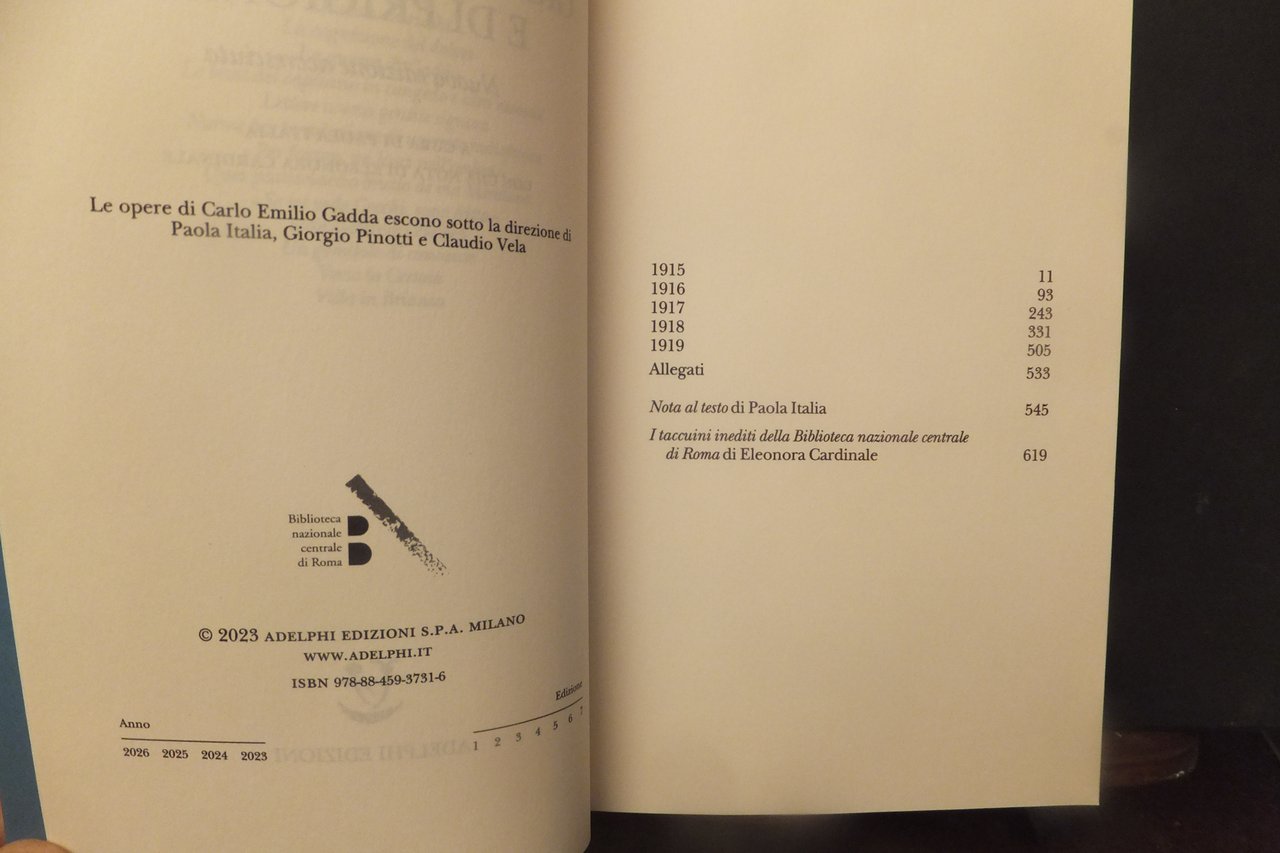 Le opere di Carlo Emilio Gadda escono sotto la direzione di
Paola Italia, Giorgio Pinotti e Claudio Vela
Biblioteca
nazionale
centrale
di Roma
© 2023 ADELPHI EDIZIONI S.P.A. MILANO
WWW.ADELPHI.IT
ISBN 978-88-459-3731-6
Anno
2026 2025 2024 2023
Edizione
1 2 3 4 5 6 7
1915 11
1916 93
1917 243
1918 331
1919 505
Allegati 533
Nota al testo di Paola Italia 545
I taccuini inediti della Biblioteca nazionale centrale
di Roma di Eleonora Cardinale 619